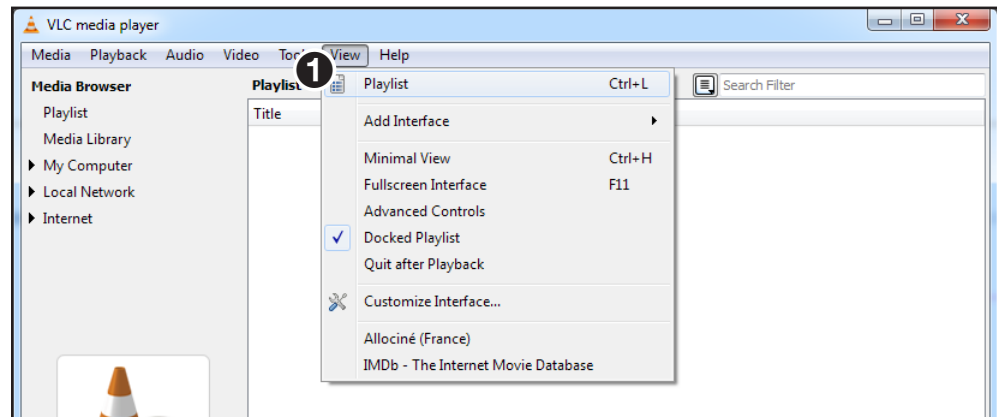 VLC media player
Media Playback Audio Video View Help
1
Media Browser
Playlist
Media Library
My Computer
Local Network
Internet
Playlist
Title
Search Filter
Playlist Ctrl+L
Add Interface
Minimal View Ctrl+H
Fullscreen Interface F11
Advanced Controls
Docked Playlist
Quit after Playback
Customize Interface...
Allociné (France)
IMDb - The Internet Movie Database